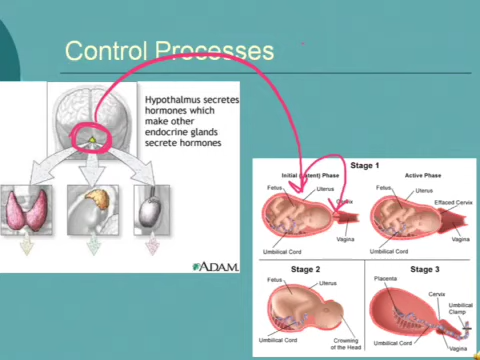 Control Processes
Hypothalmus secretes
hormones which
make other
endocrine glands
secrete hormones
ADAM.
Stage 1
Initial (Latent) Phase
Active Phase
Fetus
Uterus
Cervix
Vagina
Umbilical Cord
Fetus
Uterus
Effaced Cervix
Vagina
Umbilical Cord
Stage 2
Fetus
Uterus
Umbilical Cord
Crowning
of the Head
Stage 3
Placenta
Cervix
Umbilical
Clamp
Umbilical Cord
Vagina